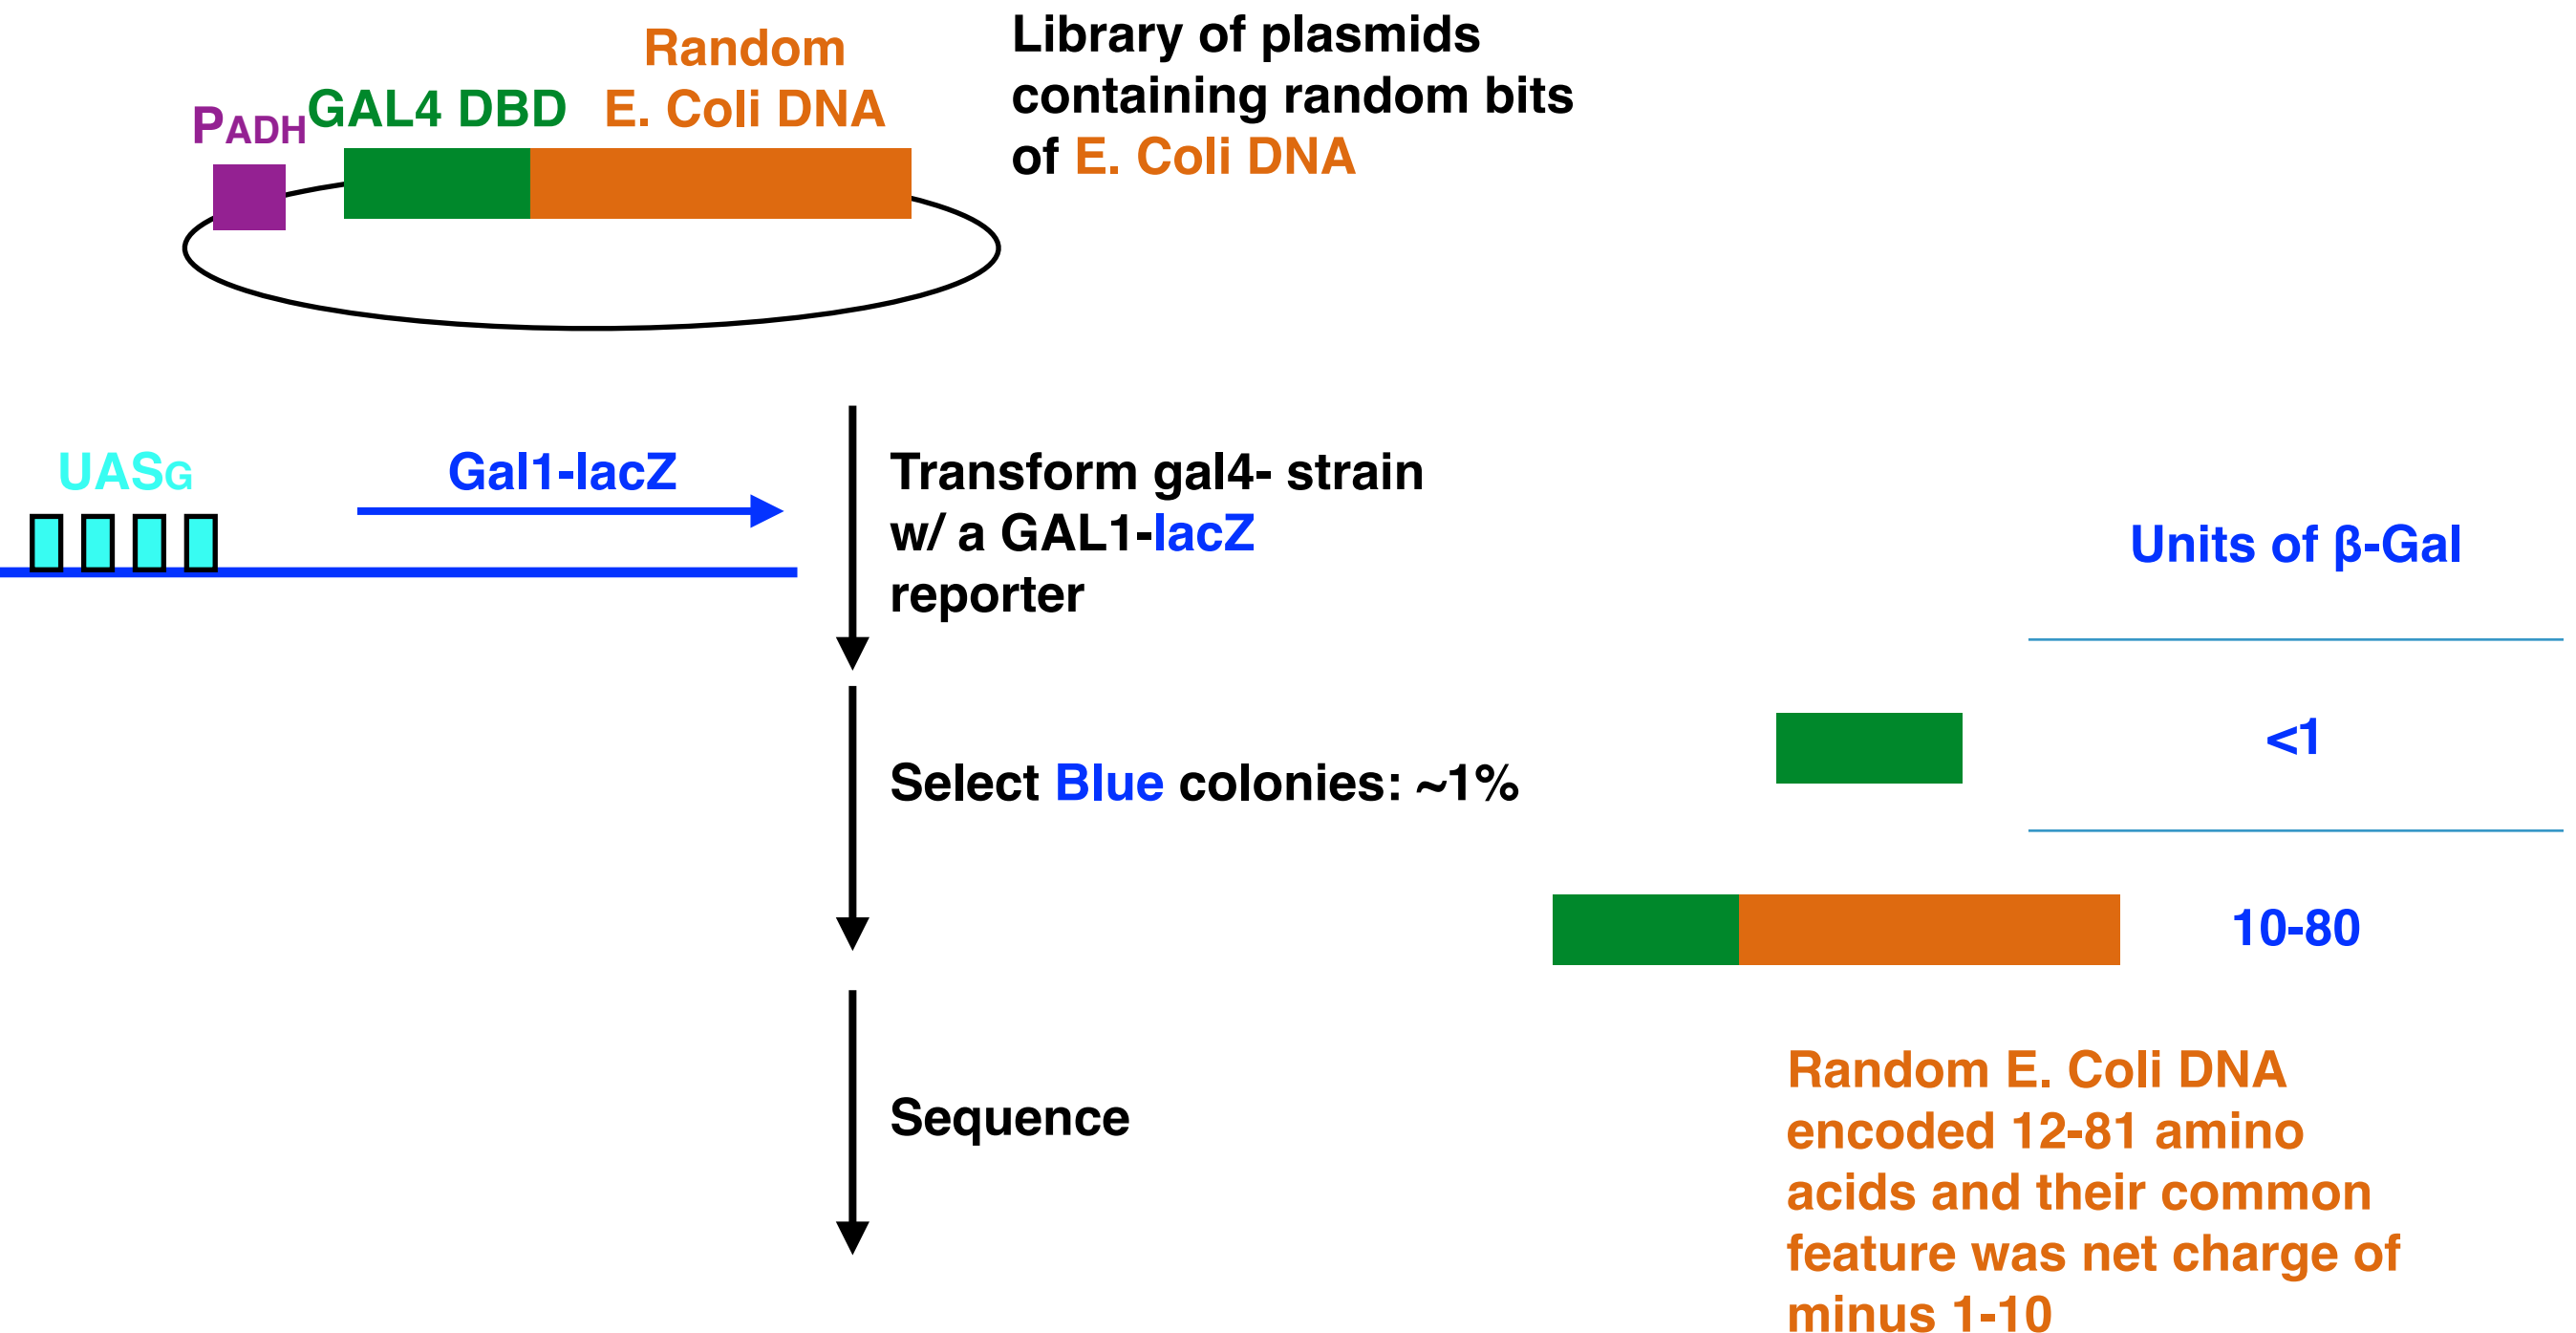 Random
E. Coli DNA
GAL4 DBD
PADH
Library of plasmids
containing random bits
of E. Coli DNA
UASG
Gal1-lacZ
Transform gal4- strain
w/ a GAL1-lacZ
reporter
Units of β-Gal
<1
Select Blue colonies: ~1%
10-80
Sequence
Random E. Coli DNA
encoded 12-81 amino
acids and their common
feature was net charge of
minus 1-10